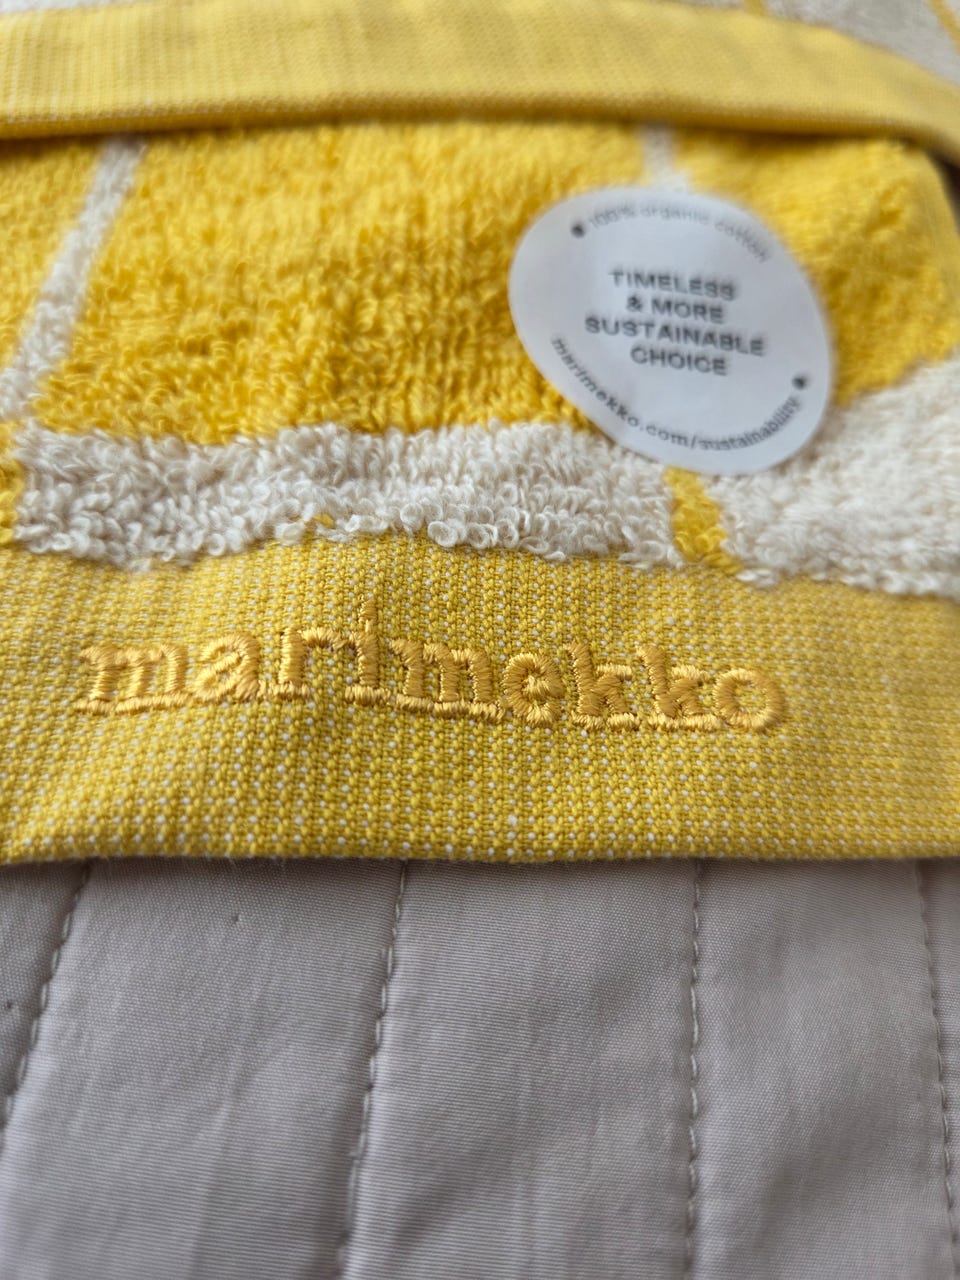 100% organic cotton
TIMELESS
& MORE
SUSTAINABLE
CHOICE
marimekko.com/sustainability
marimekko